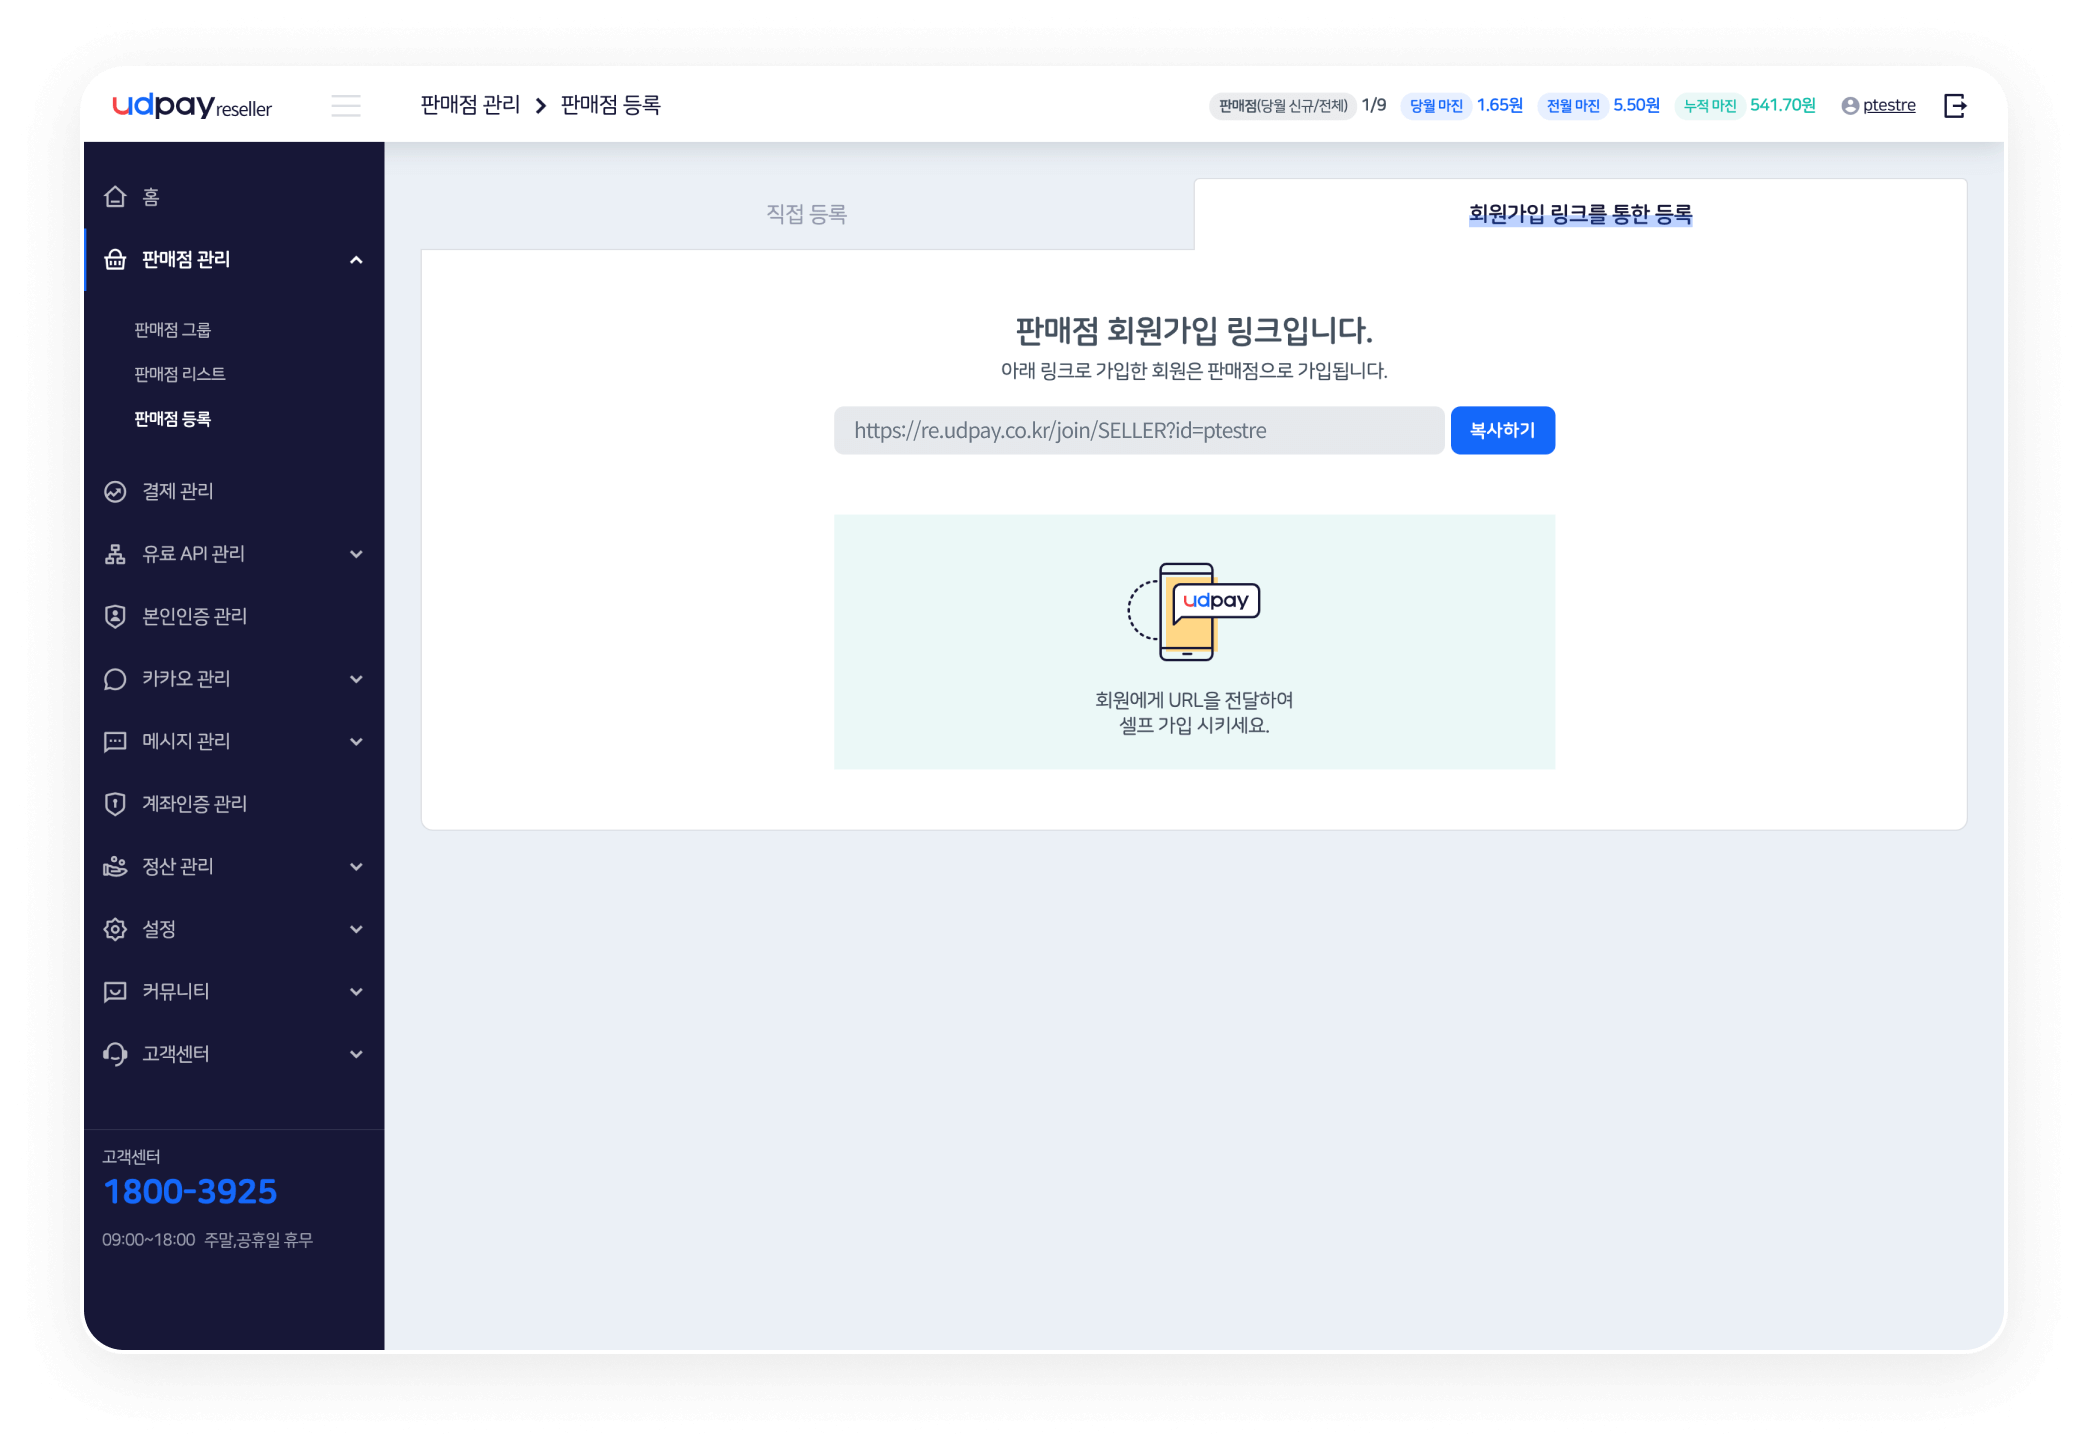 udpay reseller
판매점 관리 > 판매점 등록
판매점(당월 신규/전체) 1/9 당월 마진 1.65원 전월 마진 5.50원 누적 마진 541.70원 ptestre
홈
판매점 관리
판매점 그룹
판매점 리스트
판매점 등록
결제 관리
유료 API 관리
본인인증 관리
카카오 관리
메시지 관리
계좌인증 관리
정산 관리
설정
커뮤니티
고객센터
고객센터
1800-3925
09:00~18:00 주말,공휴일 휴무
직접 등록
회원가입 링크를 통한 등록
판매점 회원가입 링크입니다.
아래 링크로 가입한 회원은 판매점으로 가입됩니다.
https://re.udpay.co.kr/join/SELLER?id=ptestre
복사하기
udpay
회원에게 URL을 전달하여
셀프 가입 시키세요.